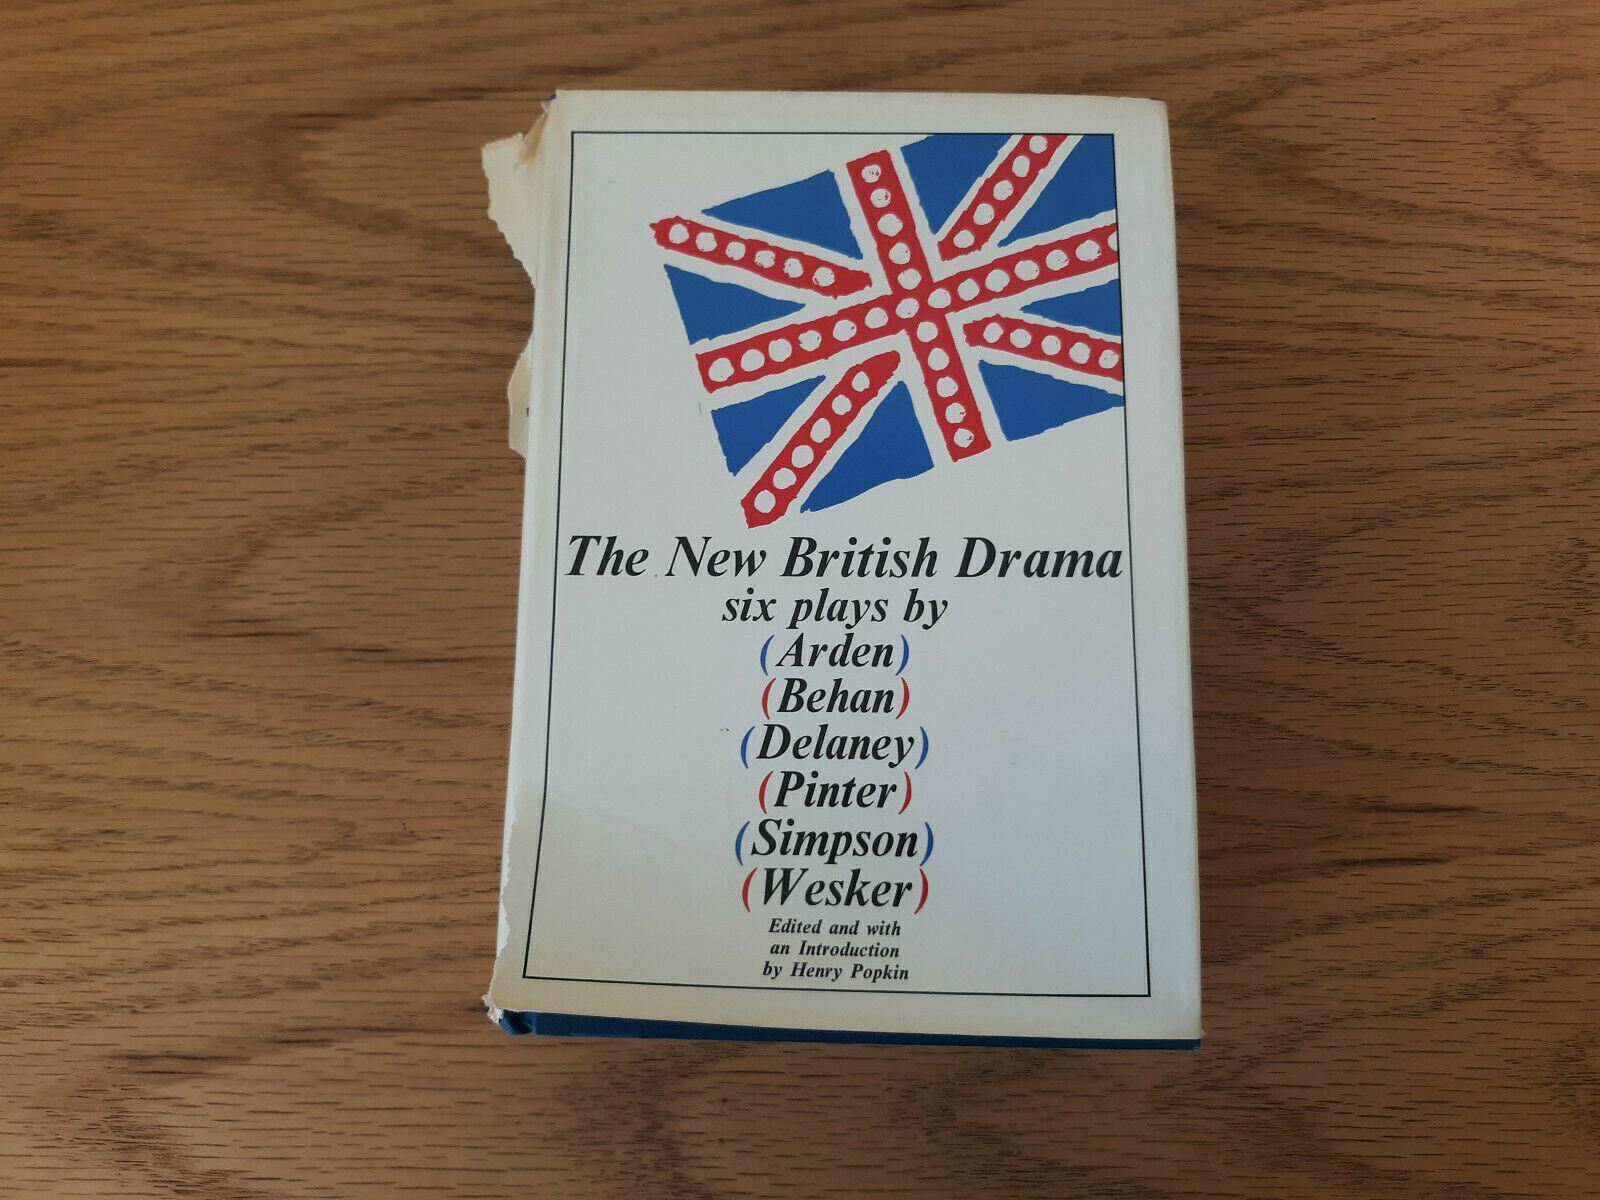 The New British Drama
six plays by
(Arden)
(Behan)
(Delaney)
(Pinter)
(Simpson)
(Wesker)
Edited and with
an Introduction
by Henry Popkin